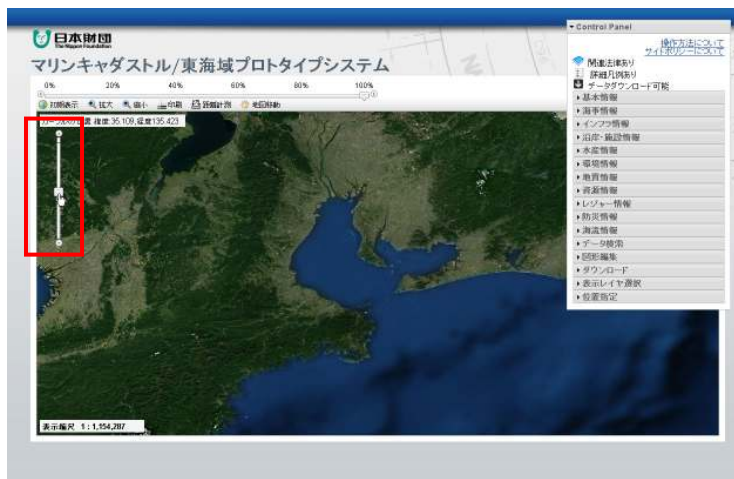 日本財団
The Nippon Foundation
マリンキャダストル/東海域プロトタイプシステム
0% 20% 40% 60% 80% 100%
初期表示 拡大 縮小 印刷 距離計測 地図移動
緯度:35.109,経度135.423
表示縮尺 1:1,154,287
Control Panel
操作方法について
サイトポリシーについて
関連法律あり
詳細凡例あり
データダウンロード可能
基本情報
海事情報
インフラ情報
沿岸・施設情報
水産情報
環境情報
地質情報
資源情報
レジャー情報
防災情報
海流情報
データ検索
図形編集
ダウンロード
表示レイヤ選択
位置指定